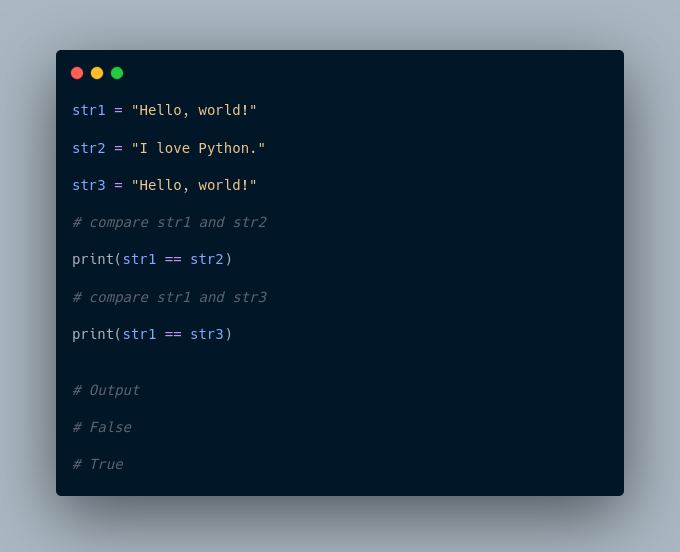 str1 = "Hello, world!"
str2 = "I love Python."
str3 = "Hello, world!"
# compare str1 and str2
print(str1 == str2)
# compare str1 and str3
print(str1 == str3)
# Output
# False
# True